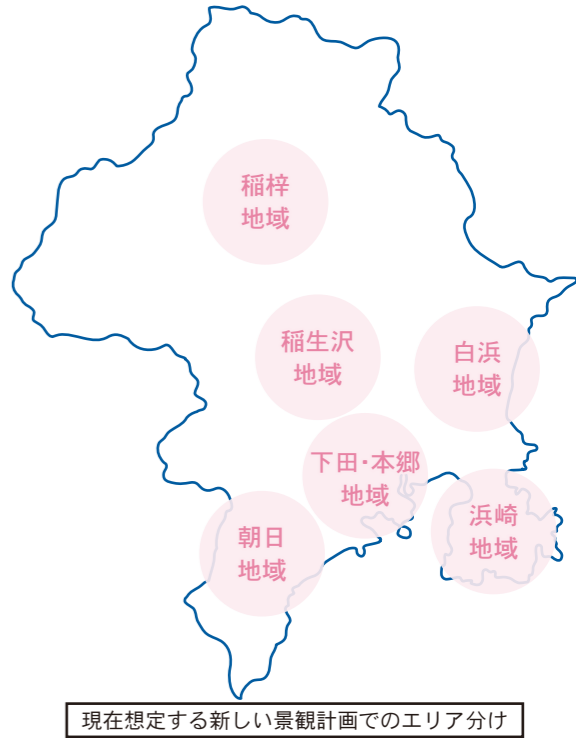 稲梓
地域
稲生沢
地域
白浜
地域
下田・本郷
地域
浜崎
地域
朝日
地域
現在想定する新しい景観計画でのエリア分け